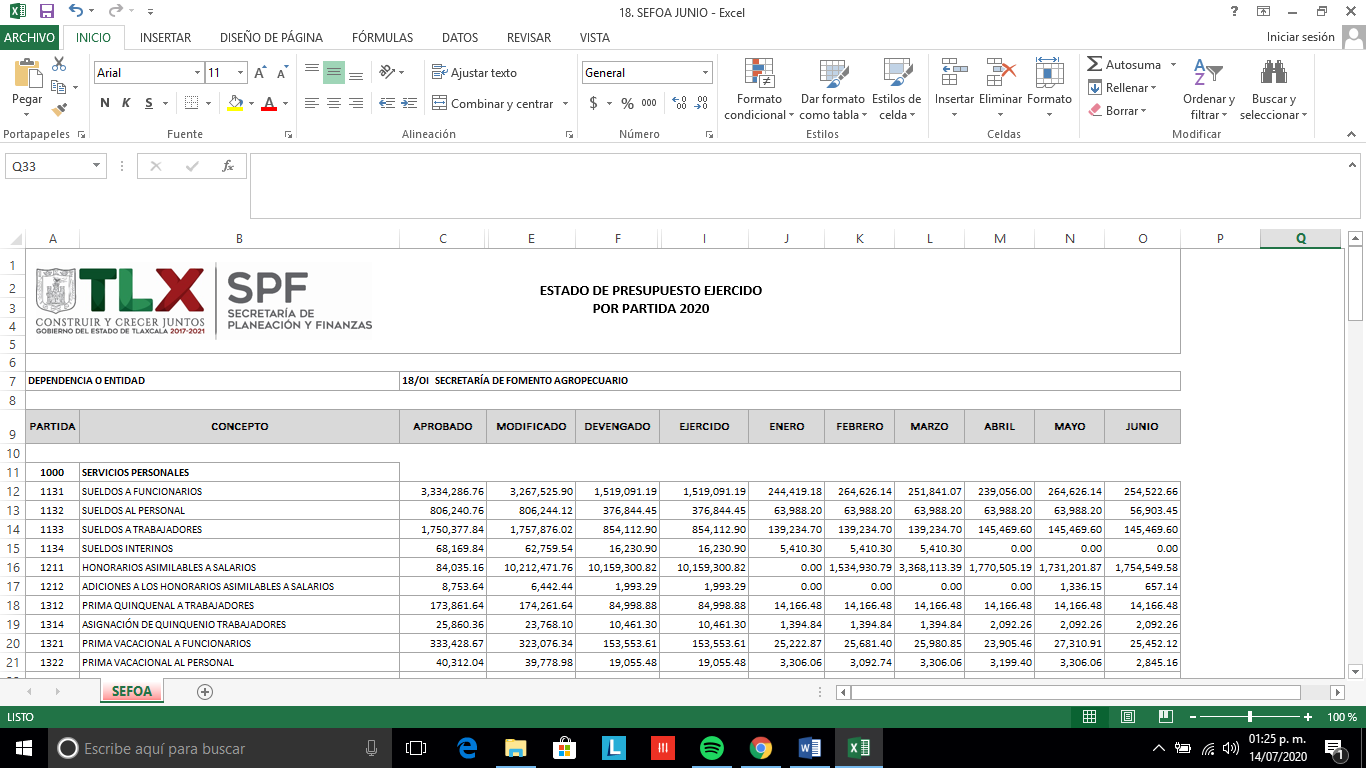 18. SEFOA JUNIO - Excel
ARCHIVO INICIO INSERTAR DISEÑO DE PÁGINA FÓRMULAS DATOS REVISAR VISTA Iniciar sesión
Pegar
Arial 11
N K S
Ajustar texto
Combinar y centrar
General
$ % 000
Formato condicional
Dar formato como tabla
Estilos de celda
Insertar Eliminar Formato
Autosuma
Rellenar
Borrar
Ordenar y filtrar
Buscar y seleccionar
Portapapeles Fuente Alineación Número Estilos Celdas Modificar
Q33 fx
A B C E F I J K L M N O P Q
1
2
3
4
5
TLX SPF
CONSTRUIR Y CRECER JUNTOS
GOBIERNO DEL ESTADO DE TLAXCALA 2017-2021
SECRETARÍA DE
PLANEACIÓN Y FINANZAS
ESTADO DE PRESUPUESTO EJERCIDO
POR PARTIDA 2020
6
7 DEPENDENCIA O ENTIDAD 18/OI SECRETARÍA DE FOMENTO AGROPECUARIO
8
9 PARTIDA CONCEPTO APROBADO MODIFICADO DEVENGADO EJERCIDO ENERO FEBRERO MARZO ABRIL MAYO JUNIO
10
11 1000 SERVICIOS PERSONALES
12 1131 SUELDOS A FUNCIONARIOS 3,334,286.76 3,267,525.90 1,519,091.19 1,519,091.19 244,419.18 264,626.14 251,841.07 239,056.00 264,626.14 254,522.66
13 1132 SUELDOS AL PERSONAL 806,240.76 806,244.12 376,844.45 376,844.45 63,988.20 63,988.20 63,988.20 63,988.20 63,988.20 56,903.45
14 1133 SUELDOS A TRABAJADORES 1,750,377.84 1,757,876.02 854,112.90 854,112.90 139,234.70 139,234.70 139,234.70 145,469.60 145,469.60 145,469.60
15 1134 SUELDOS INTERINOS 68,169.84 62,759.54 16,230.90 16,230.90 5,410.30 5,410.30 5,410.30 0.00 0.00 0.00
16 1211 HONORARIOS ASIMILABLES A SALARIOS 84,035.16 10,212,471.76 10,159,300.82 10,159,300.82 0.00 1,534,930.79 3,368,113.39 1,770,505.19 1,731,201.87 1,754,549.58
17 1212 ADICIONES A LOS HONORARIOS ASIMILABLES A SALARIOS 8,753.64 6,442.44 1,993.29 1,993.29 0.00 0.00 0.00 0.00 1,336.15 657.14
18 1312 PRIMA QUINQUENAL A TRABAJADORES 173,861.64 174,261.64 84,998.88 84,998.88 14,166.48 14,166.48 14,166.48 14,166.48 14,166.48 14,166.48
19 1314 ASIGNACIÓN DE QUINQUENIO TRABAJADORES 25,860.36 23,768.10 10,461.30 10,461.30 1,394.84 1,394.84 1,394.84 2,092.26 2,092.26 2,092.26
20 1321 PRIMA VACACIONAL A FUNCIONARIOS 333,428.67 323,076.34 153,553.61 153,553.61 25,222.87 25,681.40 25,980.85 23,905.46 27,310.91 25,452.12
21 1322 PRIMA VACACIONAL AL PERSONAL 40,312.04 39,778.98 19,055.48 19,055.48 3,306.06 3,092.74 3,306.06 3,199.40 3,306.06 2,845.16
SEFOA
LISTO 100 %
Escribe aquí para buscar
01:25 p. m.
14/07/2020
1